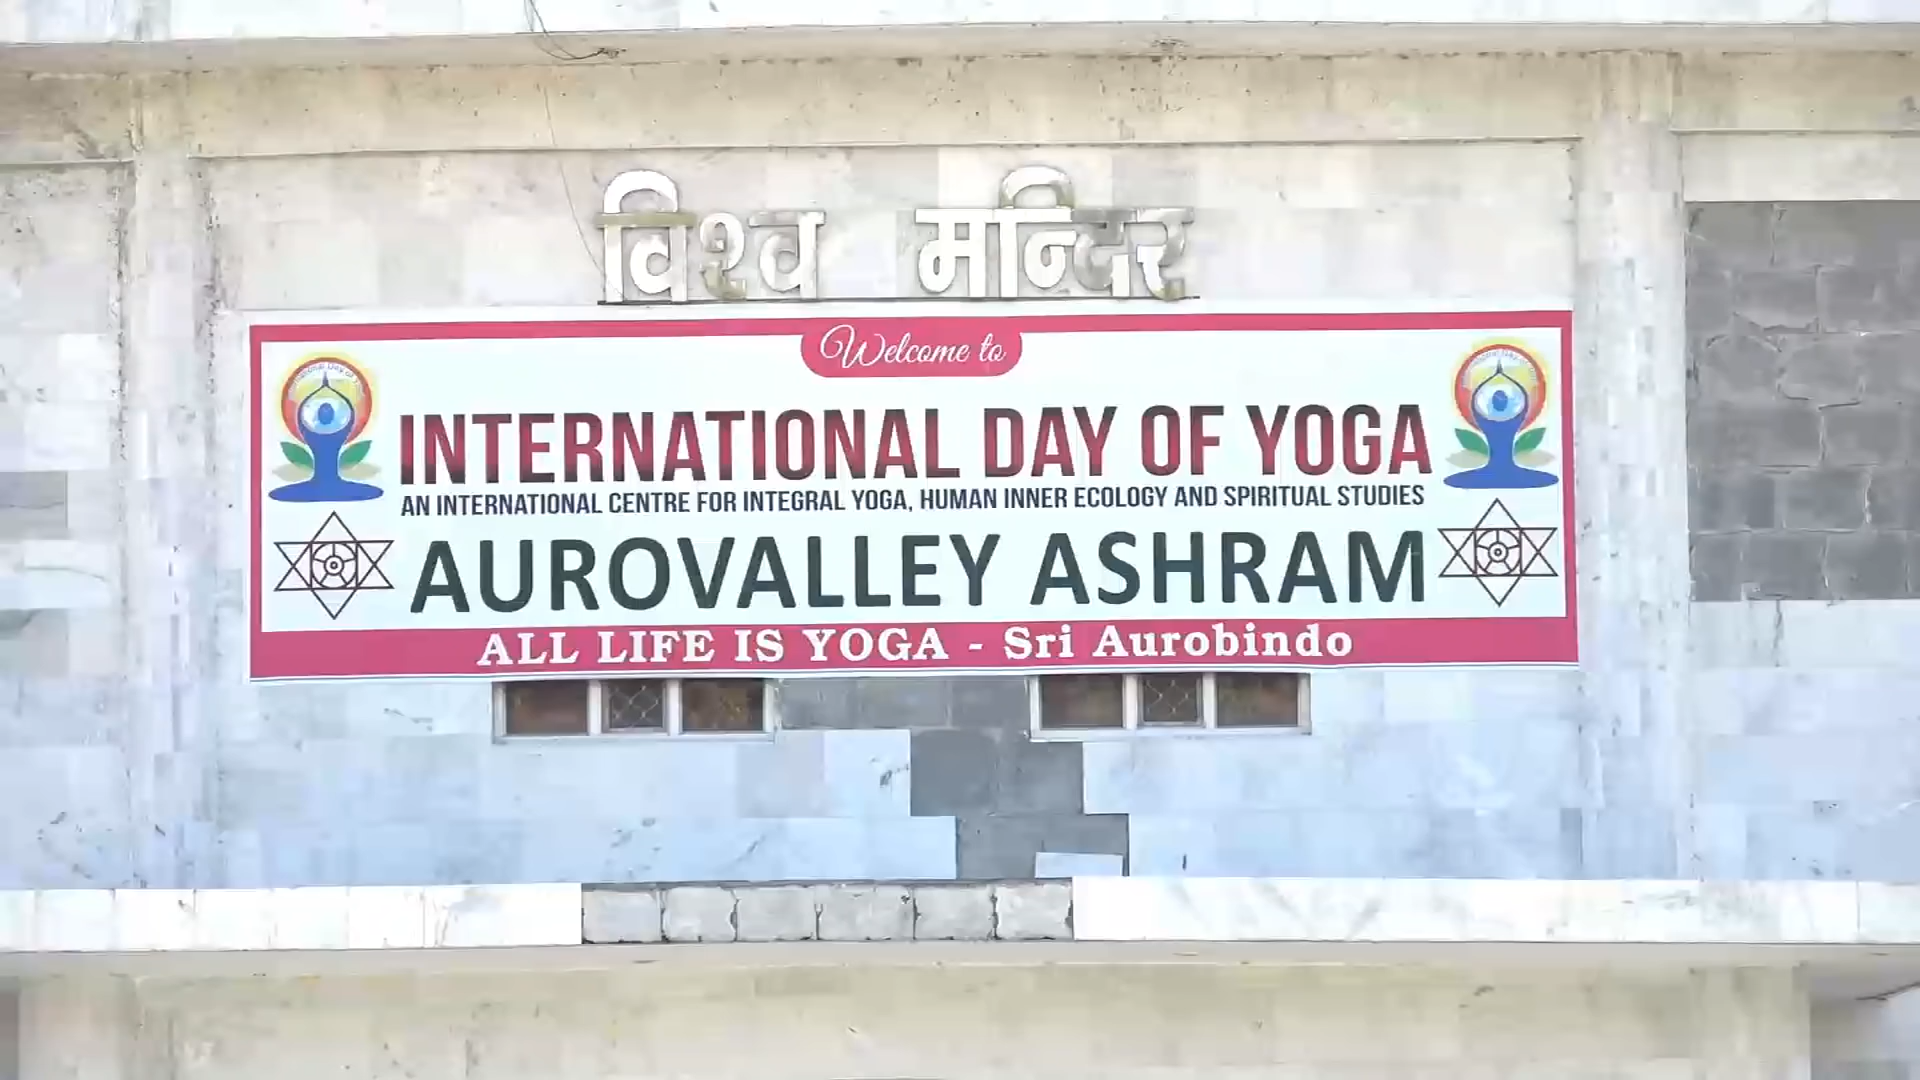 विश्व मन्दिर
Welcome to
INTERNATIONAL DAY OF YOGA
AN INTERNATIONAL CENTRE FOR INTEGRAL YOGA, HUMAN INNER ECOLOGY AND SPIRITUAL STUDIES
AUROVALLEY ASHRAM
ALL LIFE IS YOGA - Sri Aurobindo